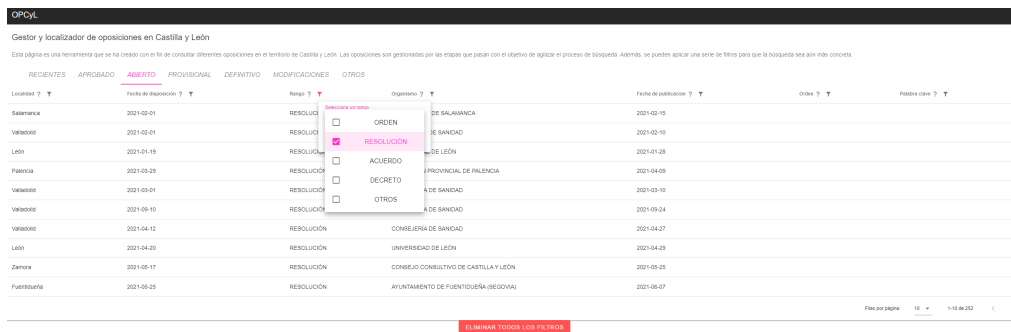 OPCyL
Gestor y localizador de oposiciones en Castilla y León
Esta página es una herramienta que se ha creado con el fin de consultar diferentes oposiciones en el territorio de Castilla y León. Las oposiciones son gestionadas por las etapas que pasan con el objetivo de agilizar el proceso de búsqueda. Además, se pueden aplicar una serie de filtros para que la búsqueda sea aún más concreta.
RECIENTES APROBADO ABIERTO PROVISIONAL DEFINITIVO MODIFICACIONES OTROS
Localidad ? Fecha de disposición ? Rango ? Organismo ? Fecha de publicacion ? Orden ? Palabra clave ?
Selecciona un rango
ORDEN
RESOLUCIÓN
ACUERDO
DECRETO
OTROS
Salamanca 2021-02-01 RESOLUCI DE SALAMANCA 2021-02-15
Valladolid 2021-02-01 RESOLUCI DE SANIDAD 2021-02-10
León 2021-01-19 RESOLUCI DE LEÓN 2021-01-28
Palencia 2021-03-29 RESOLUCIÓN PROVINCIAL DE PALENCIA 2021-04-09
Valladolid 2021-03-01 RESOLUCIÓN DE SANIDAD 2021-03-10
Valladolid 2021-09-10 RESOLUCIÓN DE SANIDAD 2021-09-24
Valladolid 2021-04-12 RESOLUCIÓN CONSEJERÍA DE SANIDAD 2021-04-27
León 2021-04-20 RESOLUCIÓN UNIVERSIDAD DE LEÓN 2021-04-29
Zamora 2021-05-17 RESOLUCIÓN CONSEJO CONSULTIVO DE CASTILLA Y LEÓN 2021-05-25
Fuentidueña 2021-05-25 RESOLUCIÓN AYUNTAMIENTO DE FUENTIDUEÑA (SEGOVIA) 2021-06-07
Filas por página 10 1-10 de 252
ELIMINAR TODOS LOS FILTROS